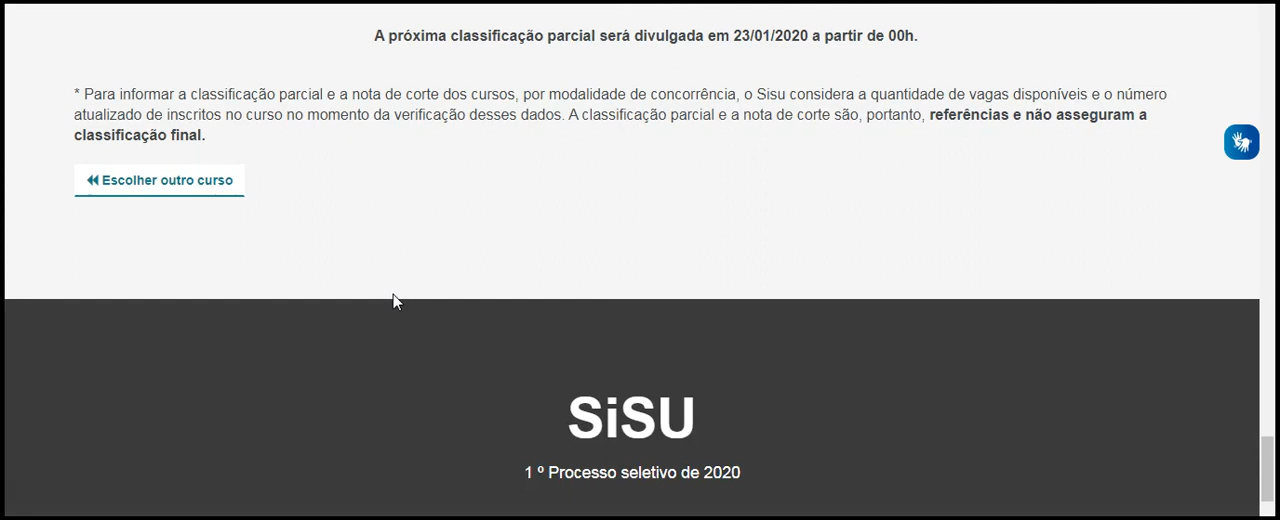 A próxima classificação parcial será divulgada em 23/01/2020 a partir de 00h.
* Para informar a classificação parcial e a nota de corte dos cursos, por modalidade de concorrência, o Sisu considera a quantidade de vagas disponíveis e o número
atualizado de inscritos no curso no momento da verificação desses dados. A classificação parcial e a nota de corte são, portanto, referências e não asseguram a
classificação final.
Escolher outro curso
SiSU
1 º Processo seletivo de 2020